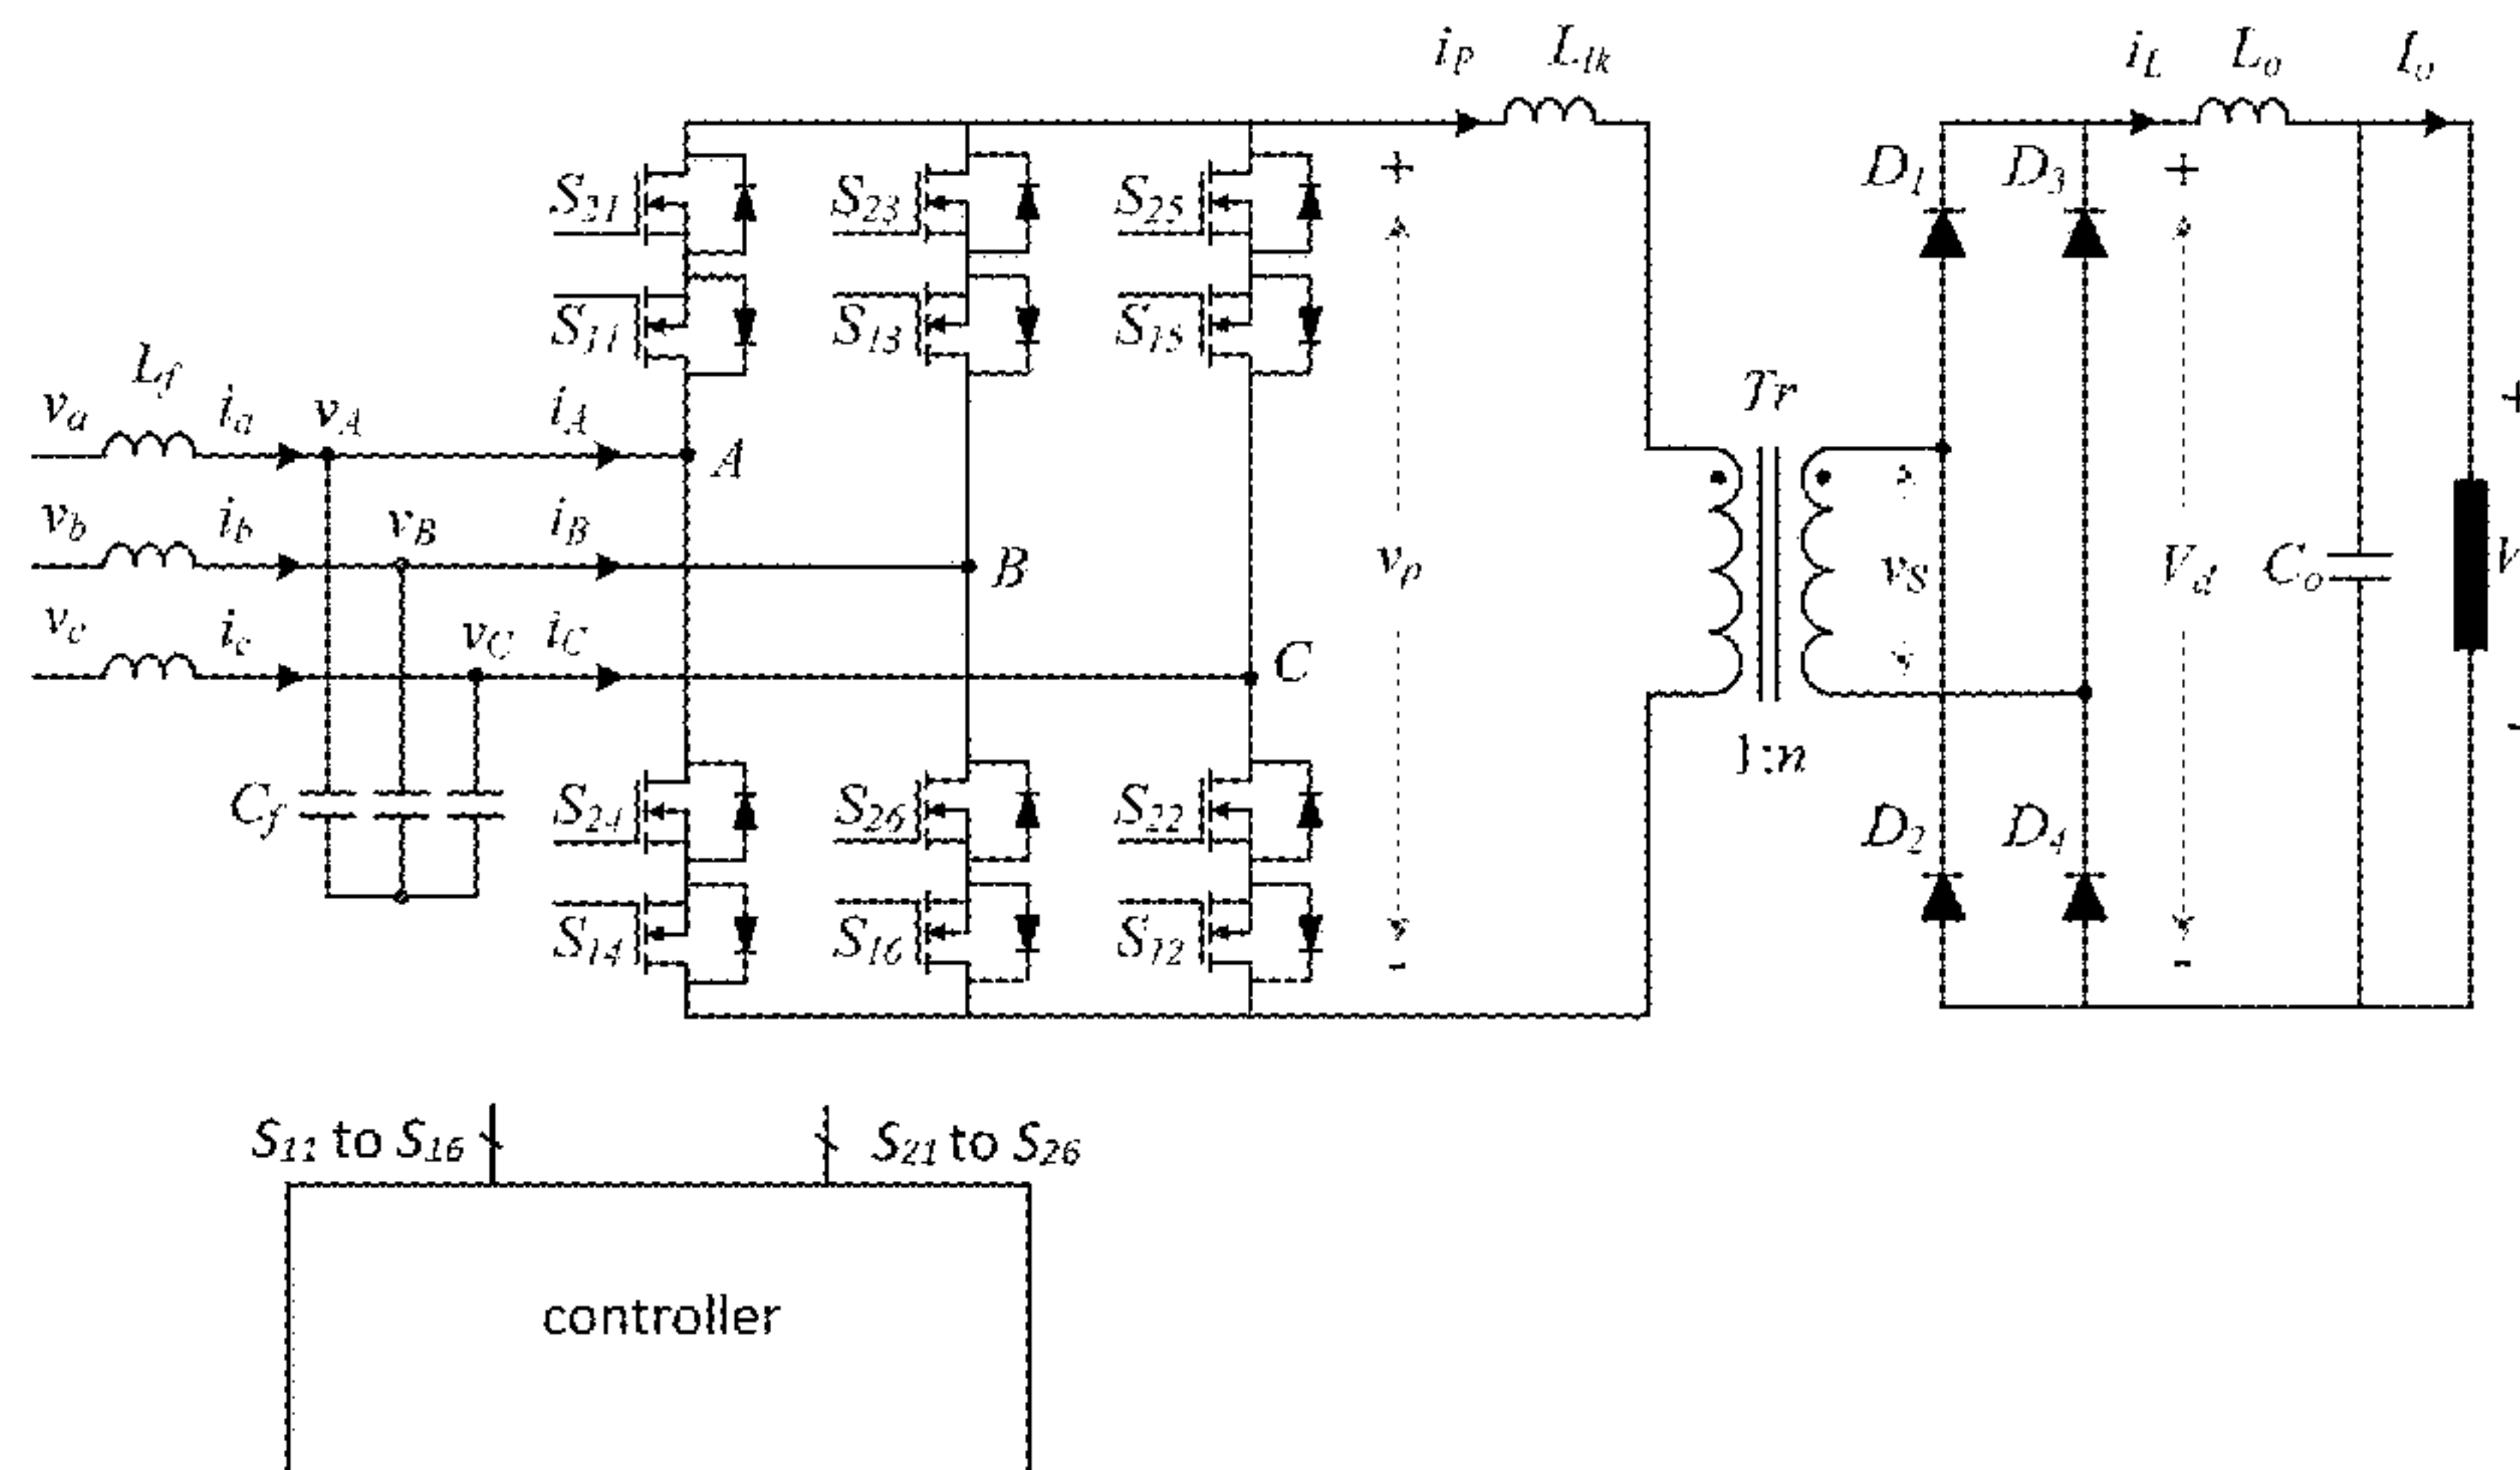 iP Llk iL Lo Io
S21 S23 S25 + D1 D3 +
S11 S13 S15
Lf Tr +
va ia vA iA A
vb ib vB iB B vp vS Vd Co V
vc ic vC iC C
1:n -
Cf S24 S26 S22 D2 D4
S14 S16 S12 - -
S11 to S16 S21 to S26
controller